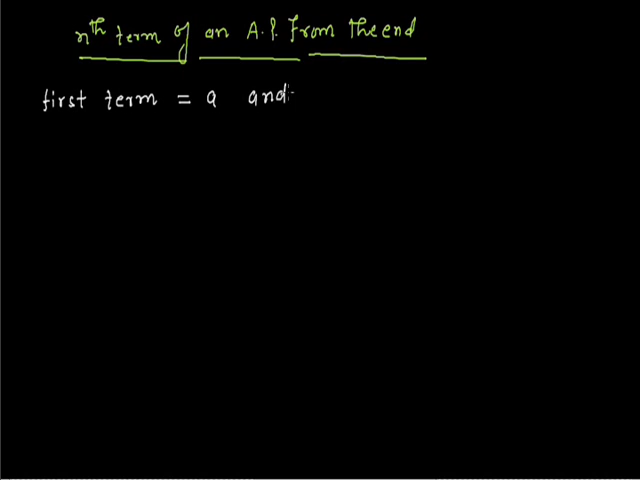 nth term of an A.P. from the end
first term = a and